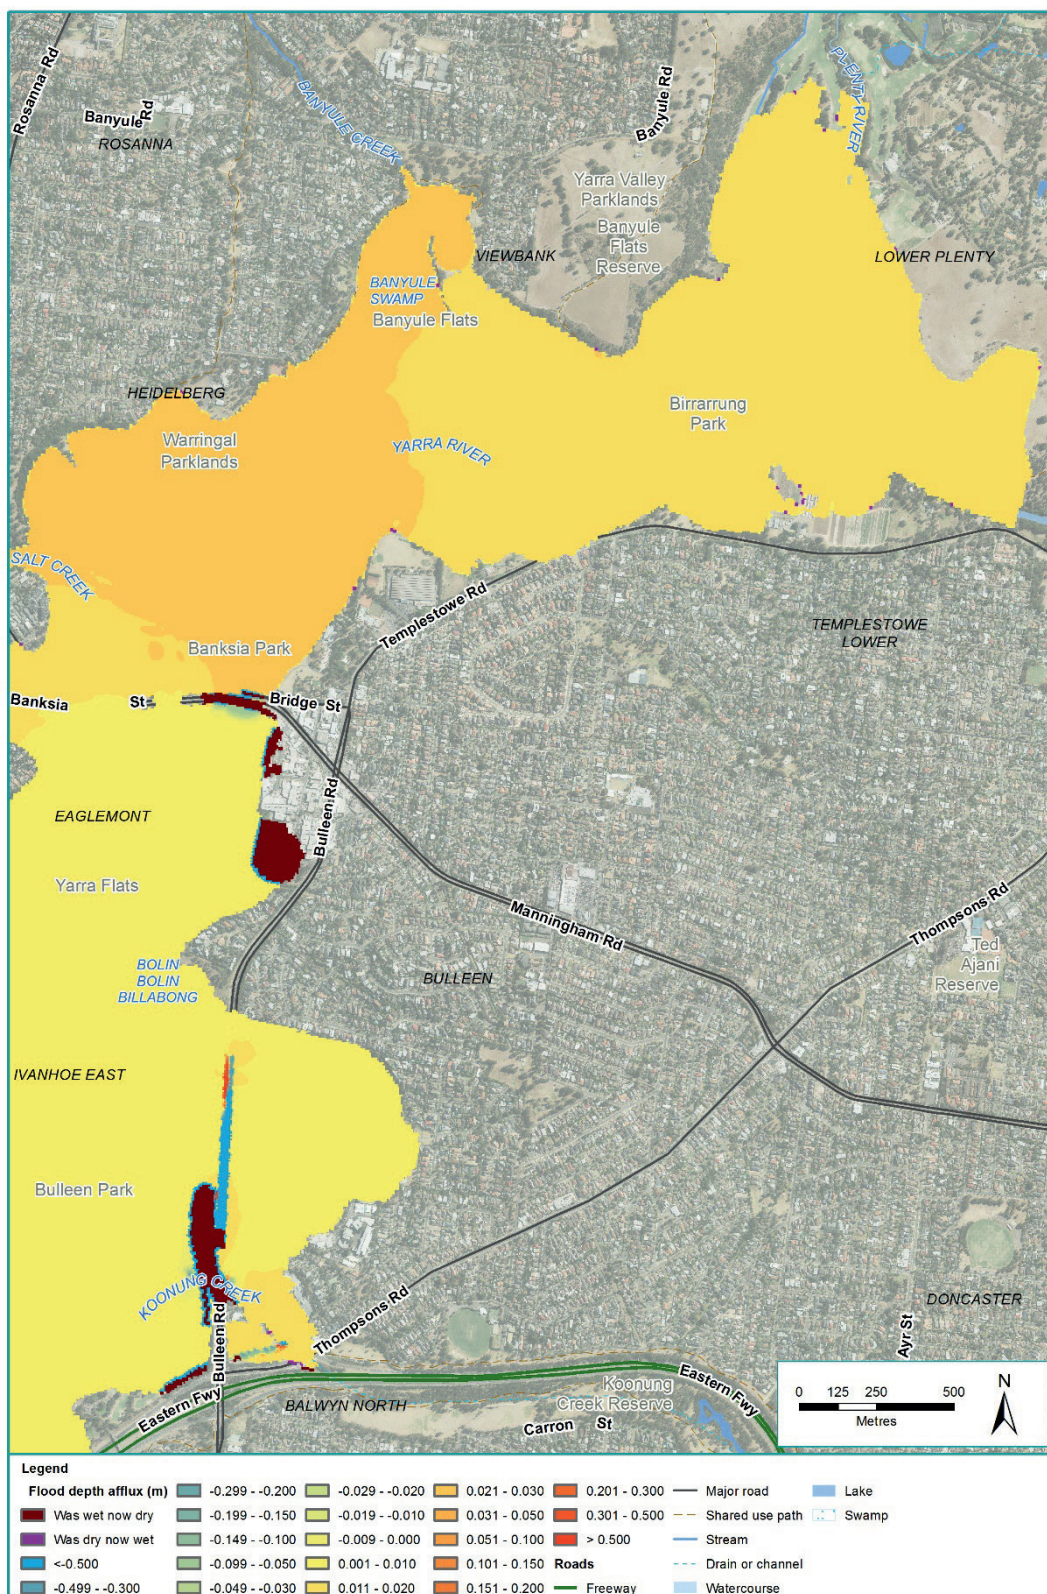 Rosanna Rd
Banyule Rd
ROSANNA
BANYULE CREEK
Banyule Rd
PLENTY RIVER
Yarra Valley
Parklands
Banyule
Flats
Reserve
VIEWBANK
LOWER PLENTY
BANYULE
SWAMP
Banyule Flats
HEIDELBERG
Warringal
Parklands
YARRA RIVER
Birrarrung
Park
SALT CREEK
Templestowe Rd
TEMPLESTOWE
LOWER
Banksia Park
Banksia St
Bridge St
EAGLEMONT
Bulleen Rd
Yarra Flats
Manningham Rd
Thompsons Rd
Ted
Ajani
Reserve
BOLIN
BOLIN
BILLABONG
BULLEEN
IVANHOE EAST
Bulleen Park
KOONUNG CREEK
Bulleen Rd
Thompsons Rd
DONCASTER
Ayr St
Eastern Fwy
BALWYN NORTH
Koonung
Creek Reserve
Eastern Fwy
Carron St
0 125 250 500
Metres
N
Legend
Flood depth afflux (m)
Was wet now dry
Was dry now wet
<-0.500
-0.499 - -0.300
-0.299 - -0.200
-0.199 - -0.150
-0.149 - -0.100
-0.099 - -0.050
-0.049 - -0.030
-0.029 - -0.020
-0.019 - -0.010
-0.009 - 0.000
0.001 - 0.010
0.011 - 0.020
0.021 - 0.030
0.031 - 0.050
0.051 - 0.100
0.101 - 0.150
0.151 - 0.200
0.201 - 0.300
0.301 - 0.500
> 0.500
Roads
Freeway
Major road
Shared use path
Stream
Drain or channel
Watercourse
Lake
Swamp